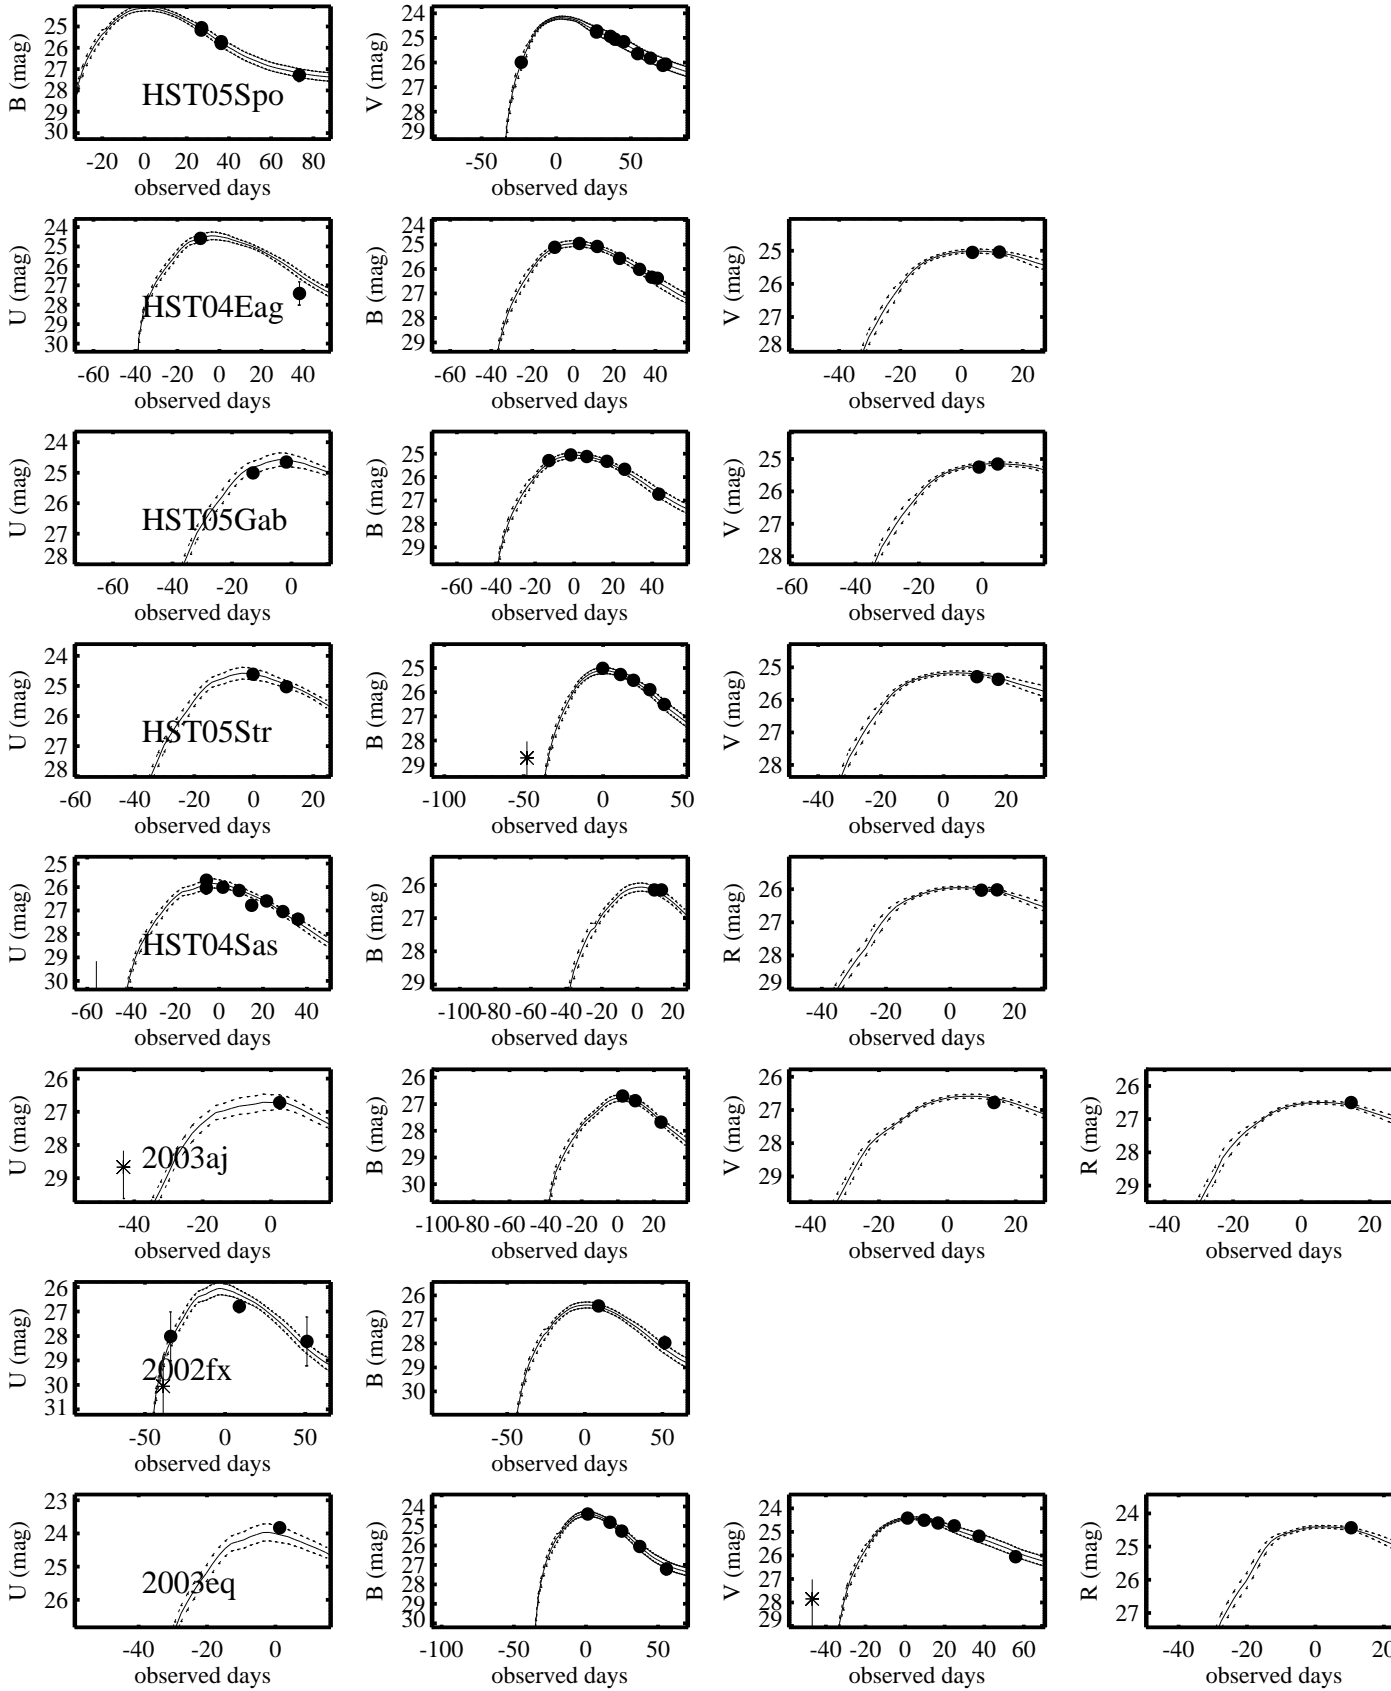 B (mag)
25
26
27
28
29
30
HST05Spo
-20 0 20 40 60 80
observed days
V (mag)
24
25
26
27
28
29
-50 0 50
observed days
U (mag)
24
25
26
27
28
29
30
HST04Eag
-60 -40 -20 0 20 40
observed days
B (mag)
24
25
26
27
28
29
-60 -40 -20 0 20 40
observed days
V (mag)
25
26
27
28
-40 -20 0 20
observed days
U (mag)
24
25
26
27
28
HST05Gab
-60 -40 -20 0
observed days
B (mag)
25
26
27
28
29
-60 -40 -20 0 20 40
observed days
V (mag)
25
26
27
28
-60 -40 -20 0
observed days
U (mag)
24
25
26
27
28
HST05Str
-60 -40 -20 0 20
observed days
B (mag)
25
26
27
28
29
-100 -50 0 50
observed days
V (mag)
25
26
27
28
-40 -20 0 20
observed days
U (mag)
25
26
27
28
29
30
HST04Sas
-60 -40 -20 0 20 40
observed days
B (mag)
26
27
28
29
-100-80 -60 -40 -20 0 20
observed days
R (mag)
26
27
28
29
-40 -20 0 20
observed days
U (mag)
26
27
28
29
2003aj
-40 -20 0
observed days
B (mag)
26
27
28
29
30
-100-80 -60 -40 -20 0 20
observed days
V (mag)
26
27
28
29
-40 -20 0 20
observed days
R (mag)
26
27
28
29
-40 -20 0 20
observed days
U (mag)
26
27
28
29
30
31
2002fx
-50 0 50
observed days
B (mag)
26
27
28
29
30
31
-50 0 50
observed days
U (mag)
23
24
25
26
2003eq
-40 -20 0
observed days
B (mag)
24
25
26
27
28
29
30
-100 -50 0 50
observed days
V (mag)
24
25
26
27
28
29
-40 -20 0 20 40 60
observed days
R (mag)
24
25
26
27
-40 -20 0 20
observed days